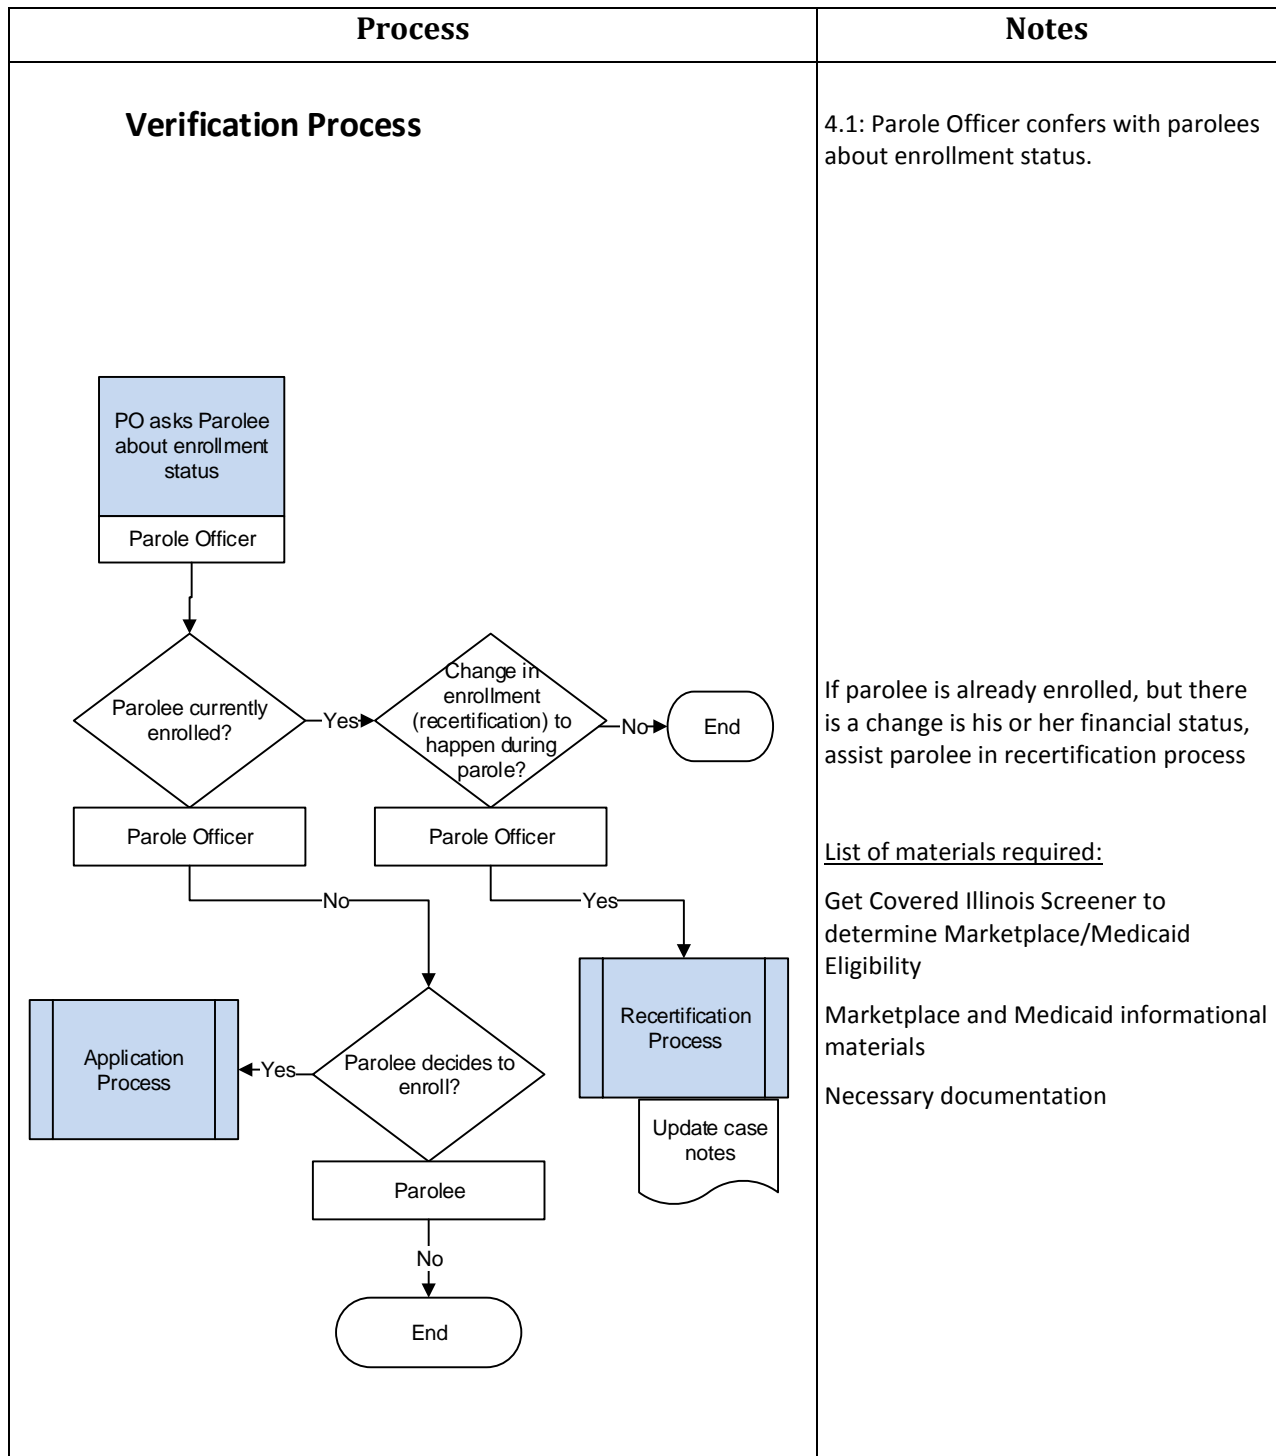 Process
Notes
Verification Process
4.1: Parole Officer confers with parolees
about enrollment status.
PO asks Parolee
about enrollment
status
Parole Officer
Parolee currently
enrolled?
Yes
Change in
enrollment
(recertification) to
happen during
parole?
No
End
If parolee is already enrolled, but there
is a change is his or her financial status,
assist parolee in recertification process
Parole Officer
Parole Officer
List of materials required:
No
Yes
Get Covered Illinois Screener to
determine Marketplace/Medicaid
Eligibility
Marketplace and Medicaid informational
materials
Necessary documentation
Application
Process
Yes
Parolee decides to
enroll?
Recertification
Process
Update case
notes
Parolee
No
End